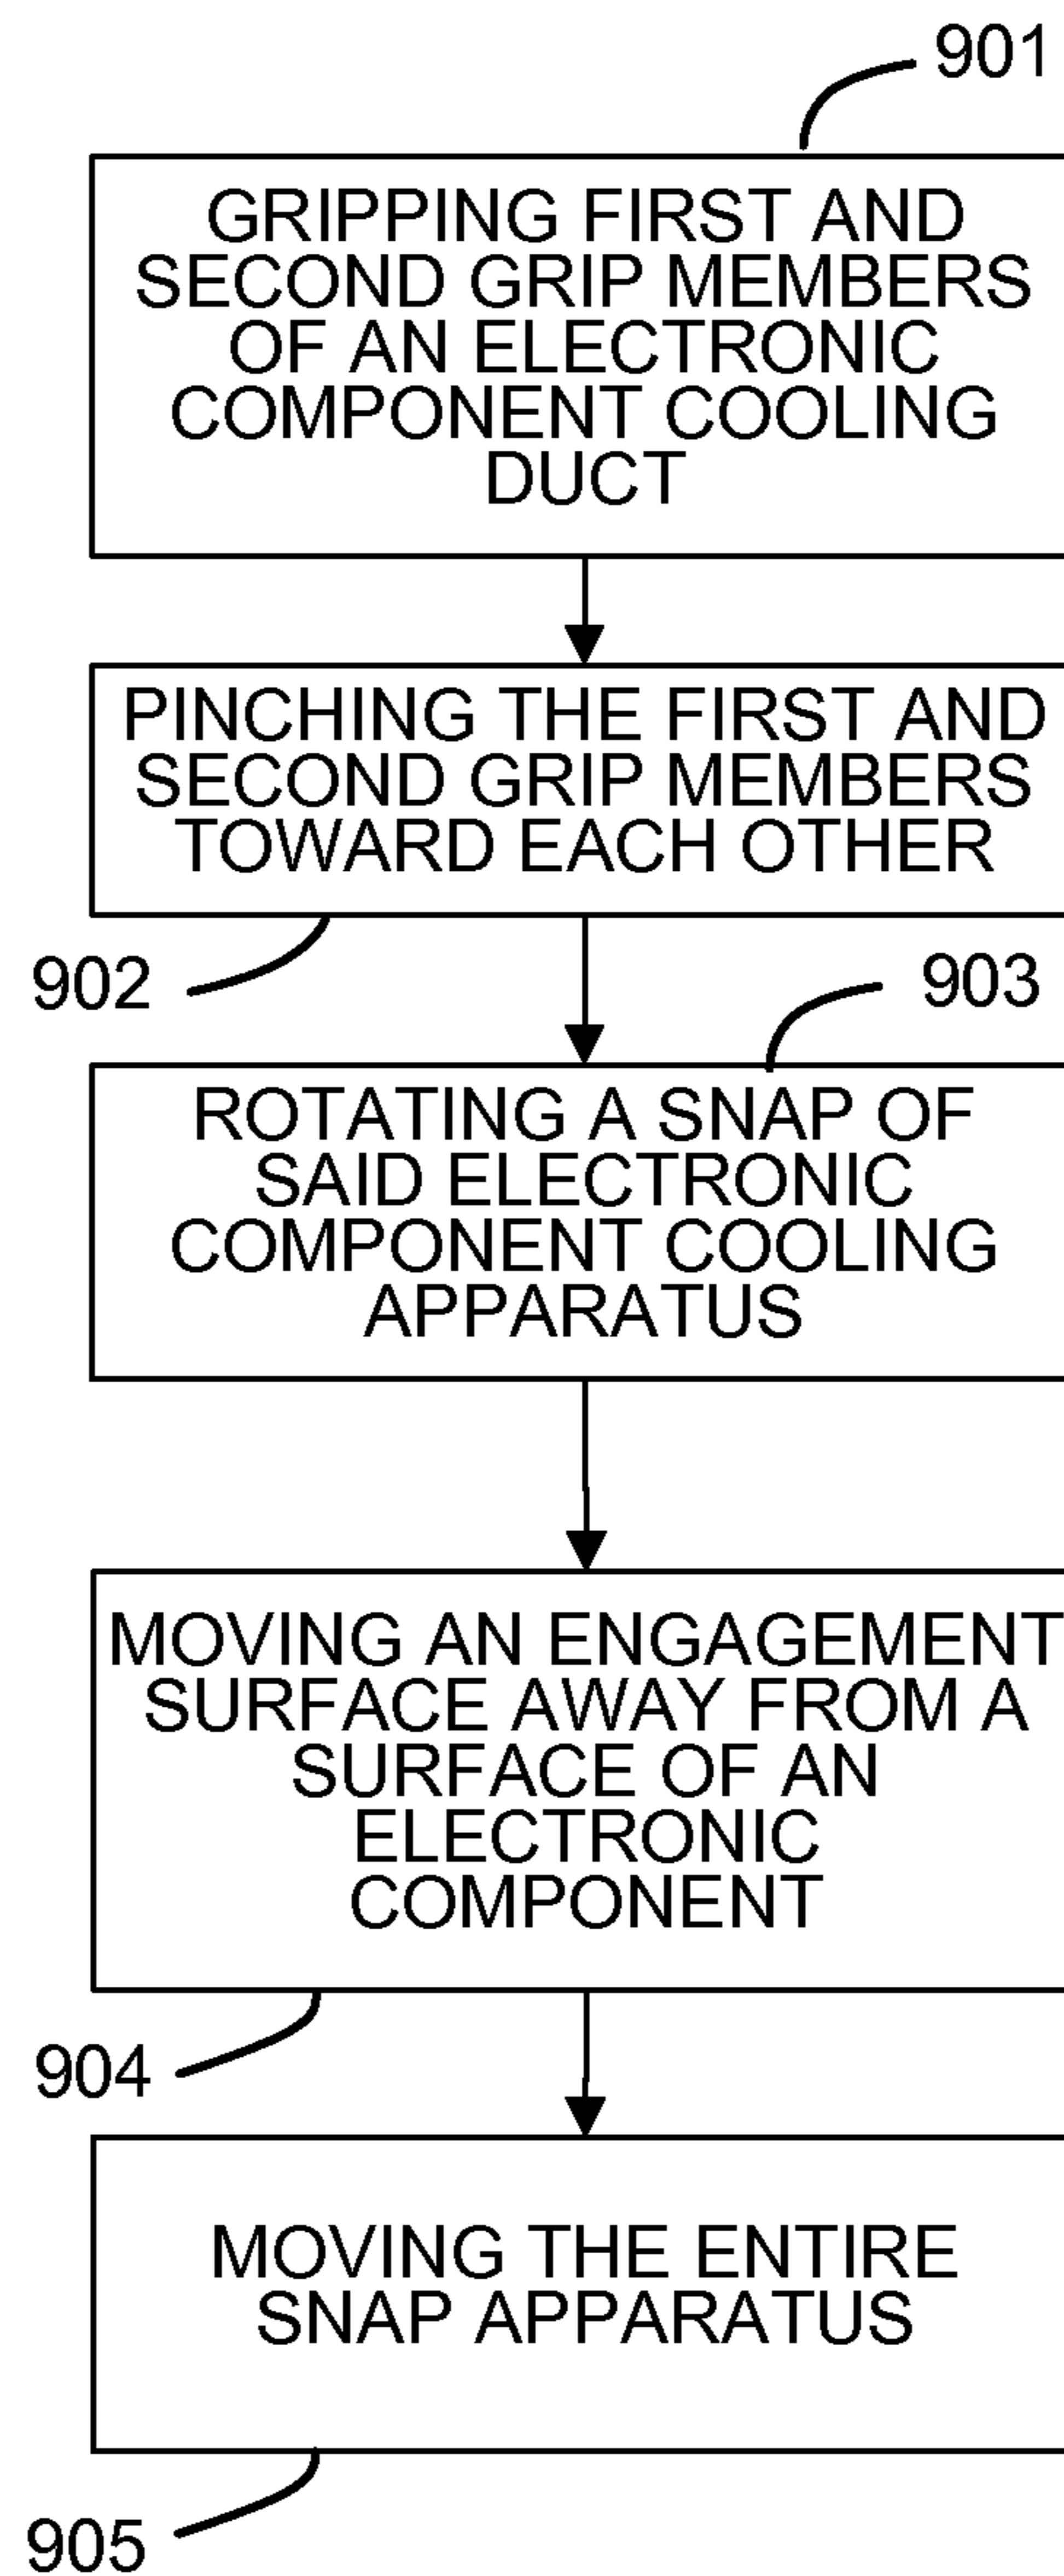 901
GRIPPING FIRST AND
SECOND GRIP MEMBERS
OF AN ELECTRONIC
COMPONENT COOLING
DUCT
PINCHING THE FIRST AND
SECOND GRIP MEMBERS
TOWARD EACH OTHER
902
903
ROTATING A SNAP OF
SAID ELECTRONIC
COMPONENT COOLING
APPARATUS
MOVING AN ENGAGEMENT
SURFACE AWAY FROM A
SURFACE OF AN
ELECTRONIC
COMPONENT
904
MOVING THE ENTIRE
SNAP APPARATUS
905